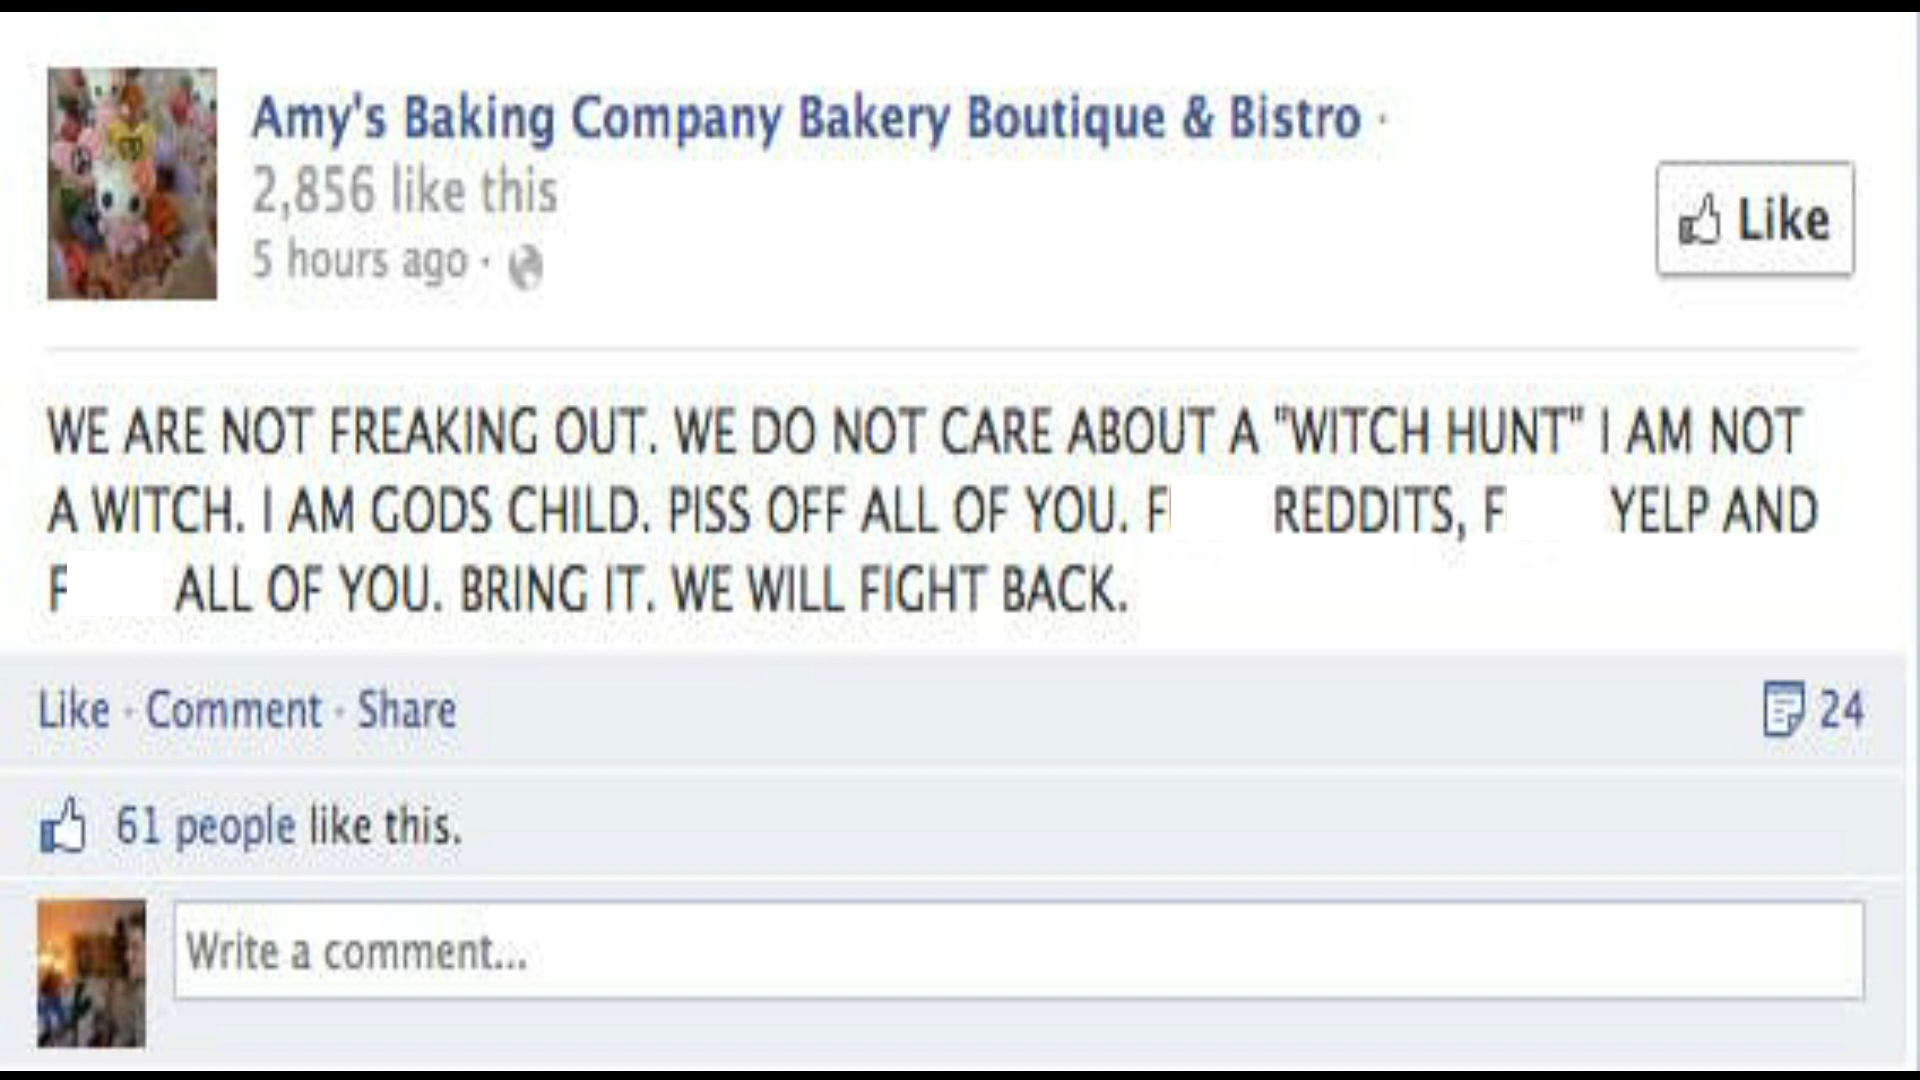 Amy's Baking Company Bakery Boutique & Bistro ·
2,856 like this
5 hours ago ·
Like
WE ARE NOT FREAKING OUT. WE DO NOT CARE ABOUT A "WITCH HUNT" I AM NOT
A WITCH. I AM GODS CHILD. PISS OFF ALL OF YOU. F REDDITS, F YELP AND
F ALL OF YOU. BRING IT. WE WILL FIGHT BACK.
Like · Comment · Share 24
61 people like this.
Write a comment...